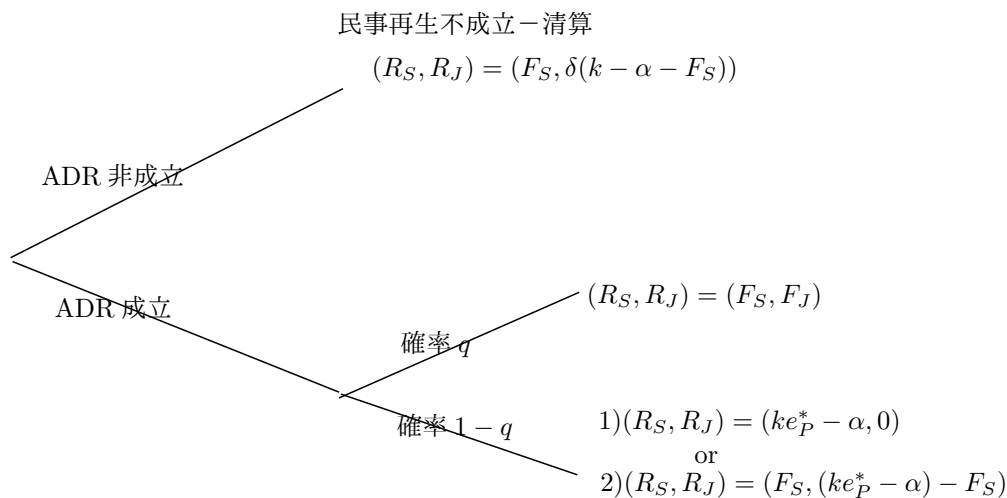 民事再生不成立－清算
$(R_S, R_J) = (F_S, \delta(k - \alpha - F_S))$
ADR 非成立
ADR 成立
$(R_S, R_J) = (F_S, F_J)$
確率 $q$
確率 $1 - q$
1)$(R_S, R_J) = (ke_P^* - \alpha, 0)$
or
2)$(R_S, R_J) = (F_S, (ke_P^* - \alpha) - F_S)$